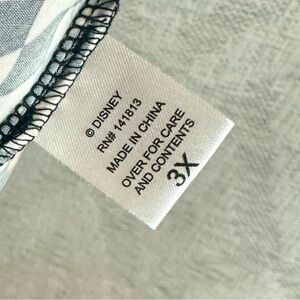 © DISNEY
RN# 141813
MADE IN CHINA
OVER FOR CARE
AND CONTENTS
3X